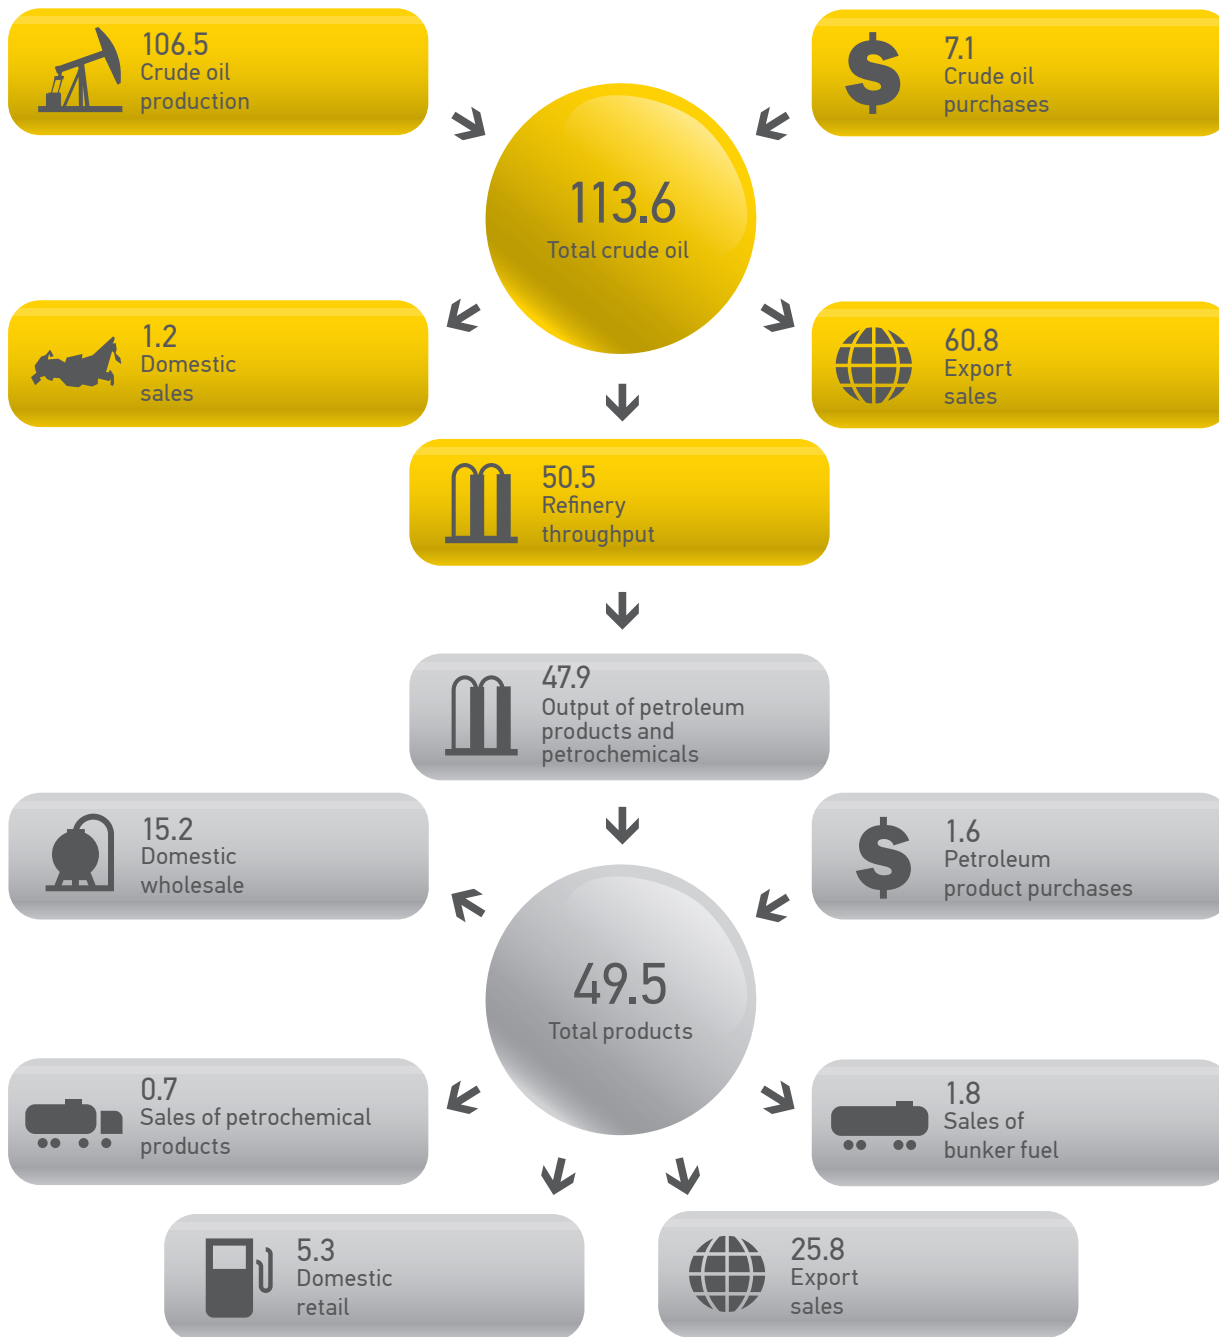 106.5
Crude oil
production
7.1
Crude oil
purchases
113.6
Total crude oil
1.2
Domestic
sales
60.8
Export
sales
50.5
Refinery
throughput
47.9
Output of petroleum
products and
petrochemicals
15.2
Domestic
wholesale
1.6
Petroleum
product purchases
49.5
Total products
0.7
Sales of petrochemical
products
1.8
Sales of
bunker fuel
5.3
Domestic
retail
25.8
Export
sales